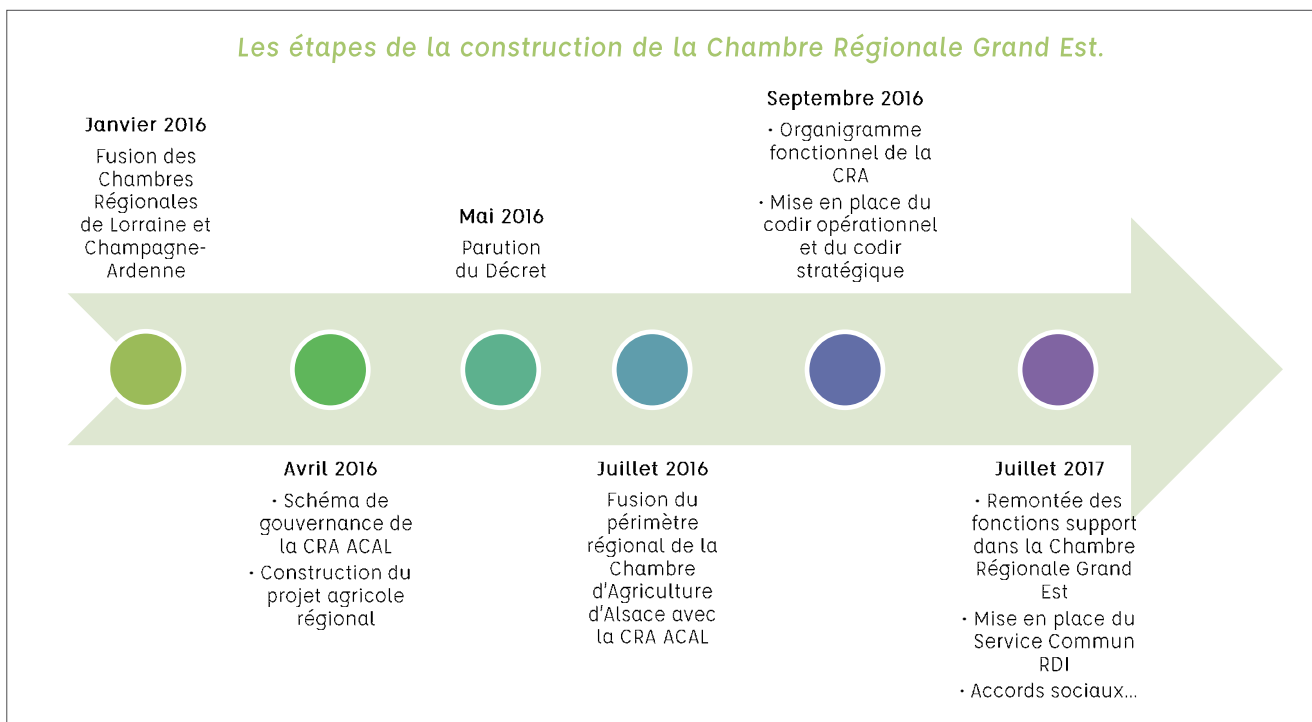 Les étapes de la construction de la Chambre Régionale Grand Est.
Janvier 2016
Fusion des
Chambres
Régionales
de Lorraine et
Champagne-
Ardenne
Avril 2016
• Schéma de
gouvernance de
la CRA ACAL
• Construction du
projet agricole
régional
Mai 2016
Parution
du Décret
Juillet 2016
Fusion du
périmètre
régional de la
Chambre
d'Agriculture
d'Alsace avec
la CRA ACAL
Septembre 2016
• Organigramme
fonctionnel de la
CRA
• Mise en place du
codir opérationnel
et du codir
stratégique
Juillet 2017
• Remontée des
fonctions support
dans la Chambre
Régionale Grand
Est
• Mise en place du
Service Commun
RDI
• Accords sociaux...